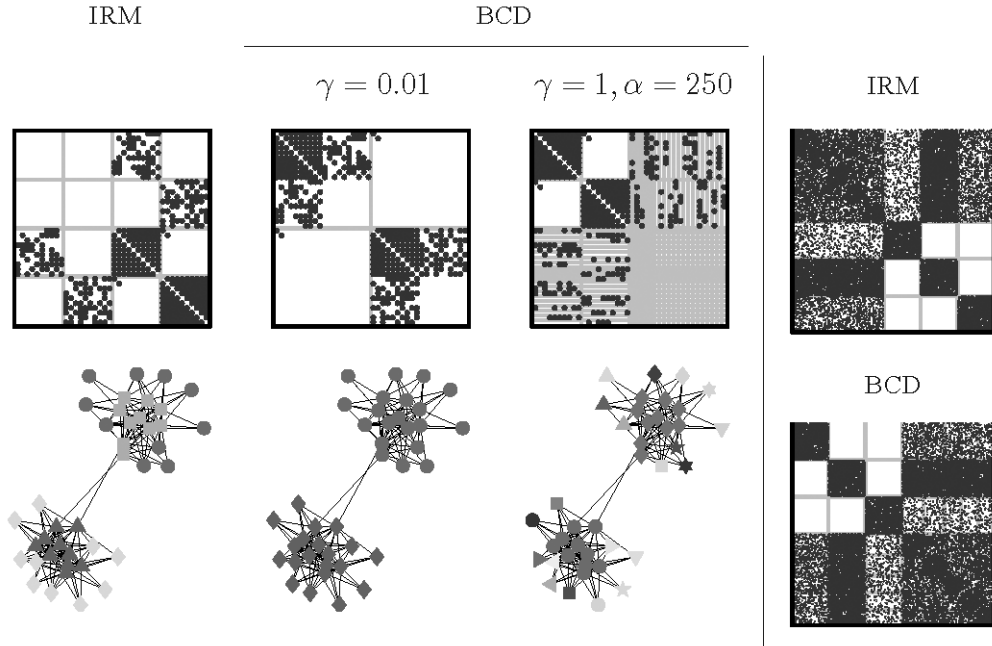 IRM
BCD
γ = 0.01
γ = 1, α = 250
IRM
BCD